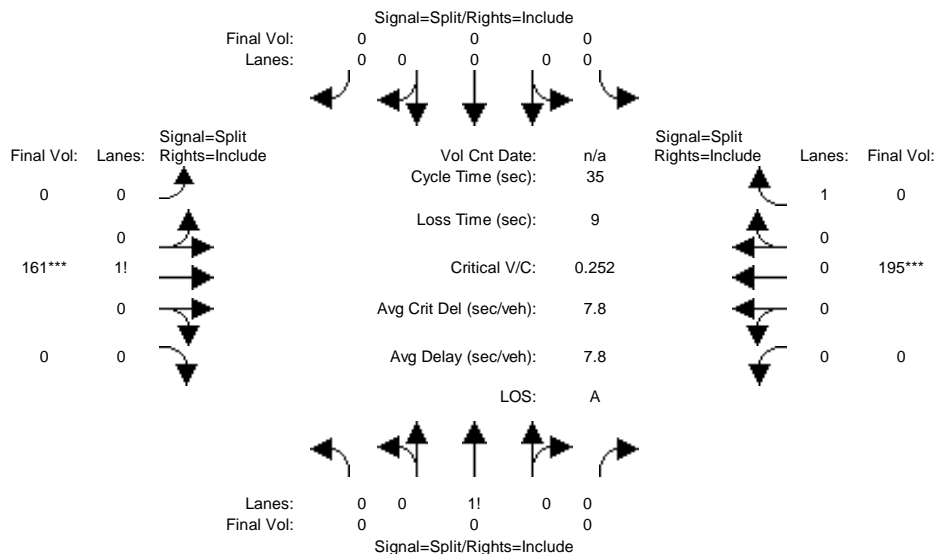 Signal=Split/Rights=Include
Final Vol: 0 0 0
Lanes: 0 0 0 0 0
Signal=Split Signal=Split
Final Vol: Lanes: Rights=Include Vol Cnt Date: n/a Rights=Include Lanes: Final Vol:
Cycle Time (sec): 35
0 0 1 0
Loss Time (sec): 9
0 0
161*** 1! Critical V/C: 0.252 0 195***
0 Avg Crit Del (sec/veh): 7.8 0
0 0 Avg Delay (sec/veh): 7.8 0 0
LOS: A
Lanes: 0 0 1! 0 0
Final Vol: 0 0 0
Signal=Split/Rights=Include